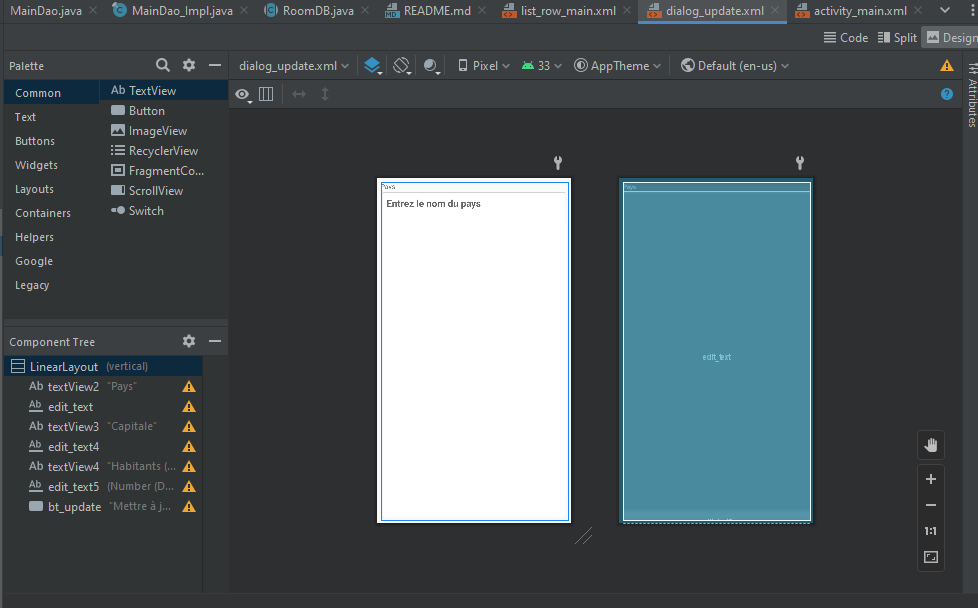 MainDao.java MainDao_Impl.java RoomDB.java README.md list_row_main.xml dialog_update.xml activity_main.xml
Code Split Design
Palette
dialog_update.xml Pixel 33 AppTheme Default (en-us)
Common
Text
Buttons
Widgets
Layouts
Containers
Helpers
Google
Legacy
Ab TextView
Button
ImageView
RecyclerView
FragmentCo...
ScrollView
Switch
Attributes
Pays
Entrez le nom du pays
Pays
edit_text
1:1
Component Tree
LinearLayout (vertical)
Ab textView2 "Pays"
Ab edit_text
Ab textView3 "Capitale"
Ab edit_text4
Ab textView4 "Habitants (...
Ab edit_text5 (Number (D...
bt_update "Mettre à j...